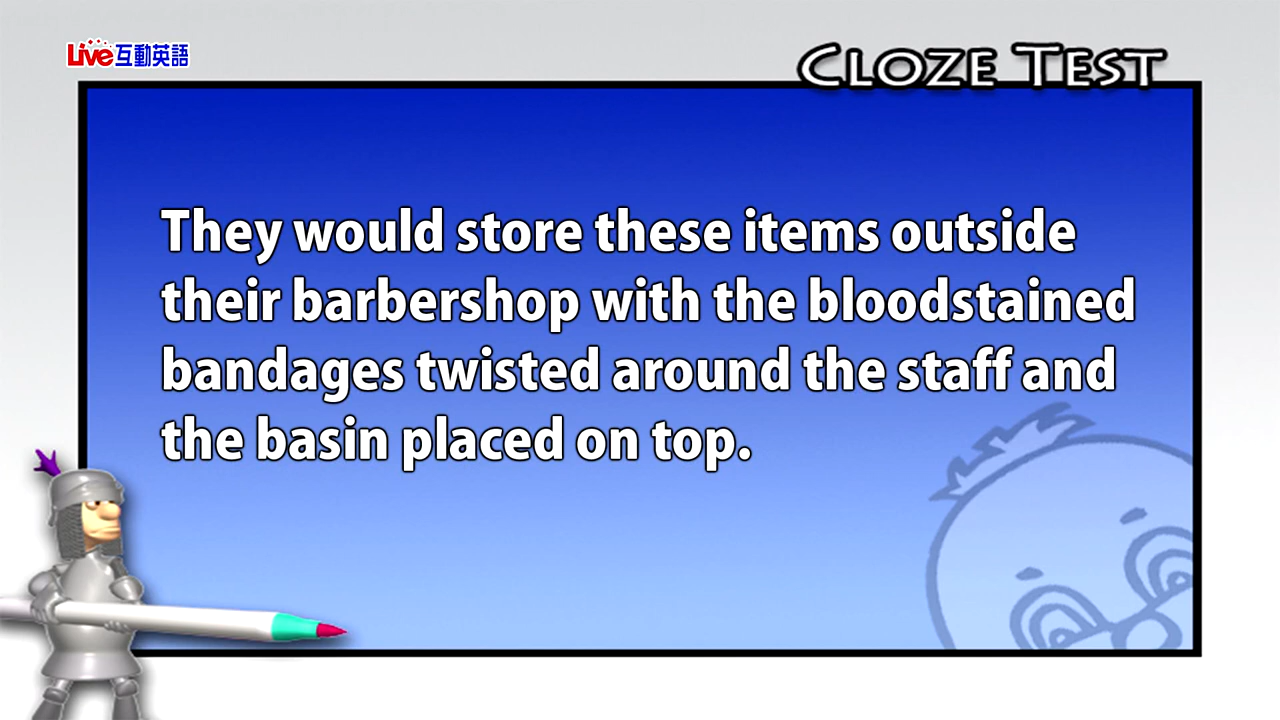 Live互動英語
CLOZE TEST
They would store these items outside
their barbershop with the bloodstained
bandages twisted around the staff and
the basin placed on top.